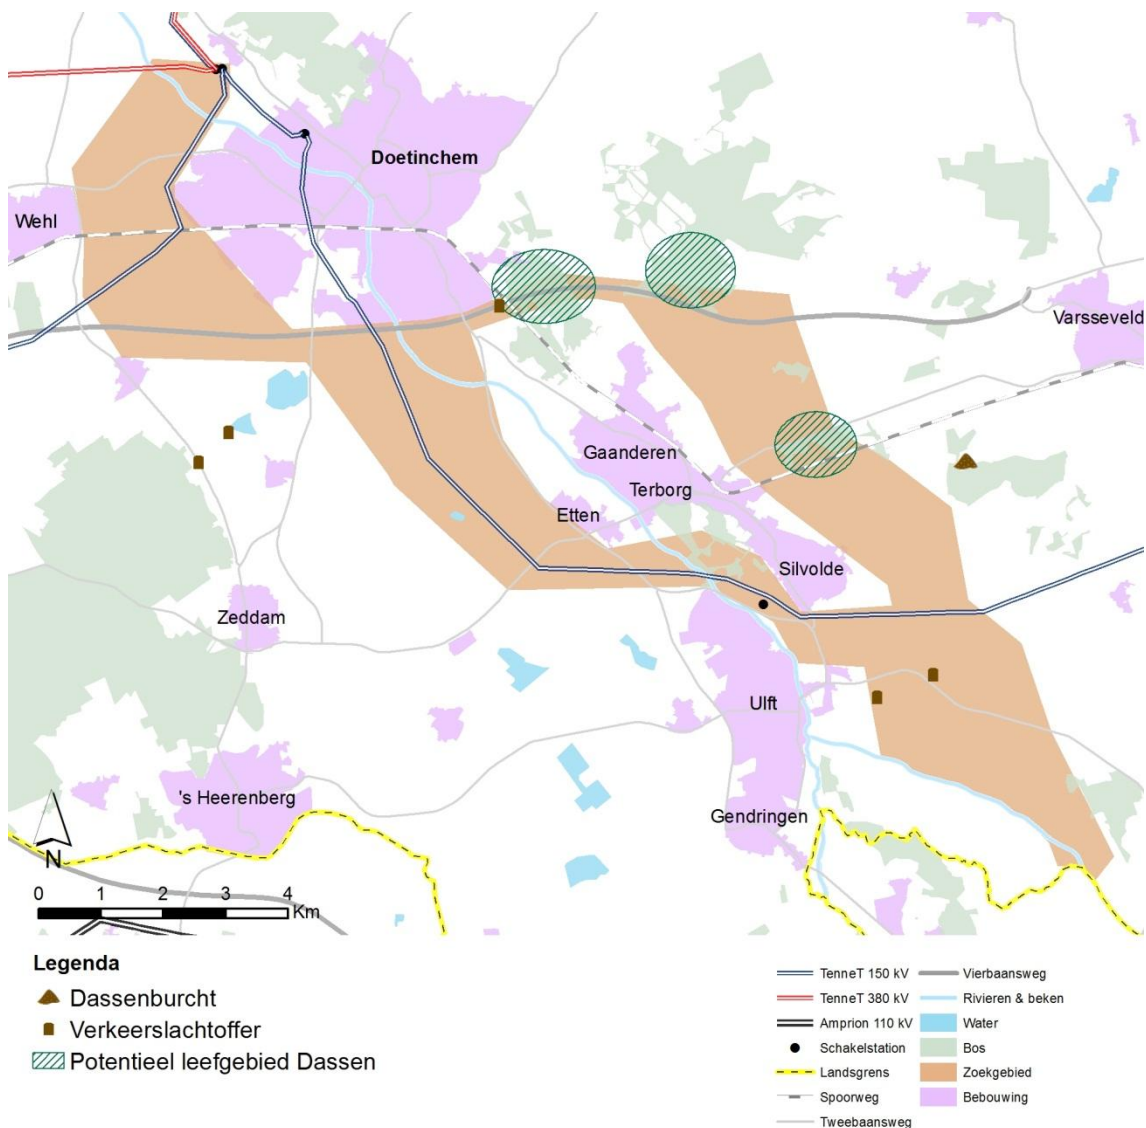 Doetinchem
Wehl
Varsseveld
Gaanderen
Terborg
Etten
Silvolde
Zeddam
Ulft
's Heerenberg
Gendringen
N
0 1 2 3 4
Km
Legenda
Dassenburcht
Verkeerslachtoffer
Potentieel leefgebied Dassen
TenneT 150 kV
TenneT 380 kV
Amprion 110 kV
Schakelstation
Landsgrens
Spoorweg
Tweebaansweg
Vierbaansweg
Rivieren & beken
Water
Bos
Zoekgebied
Bebouwing